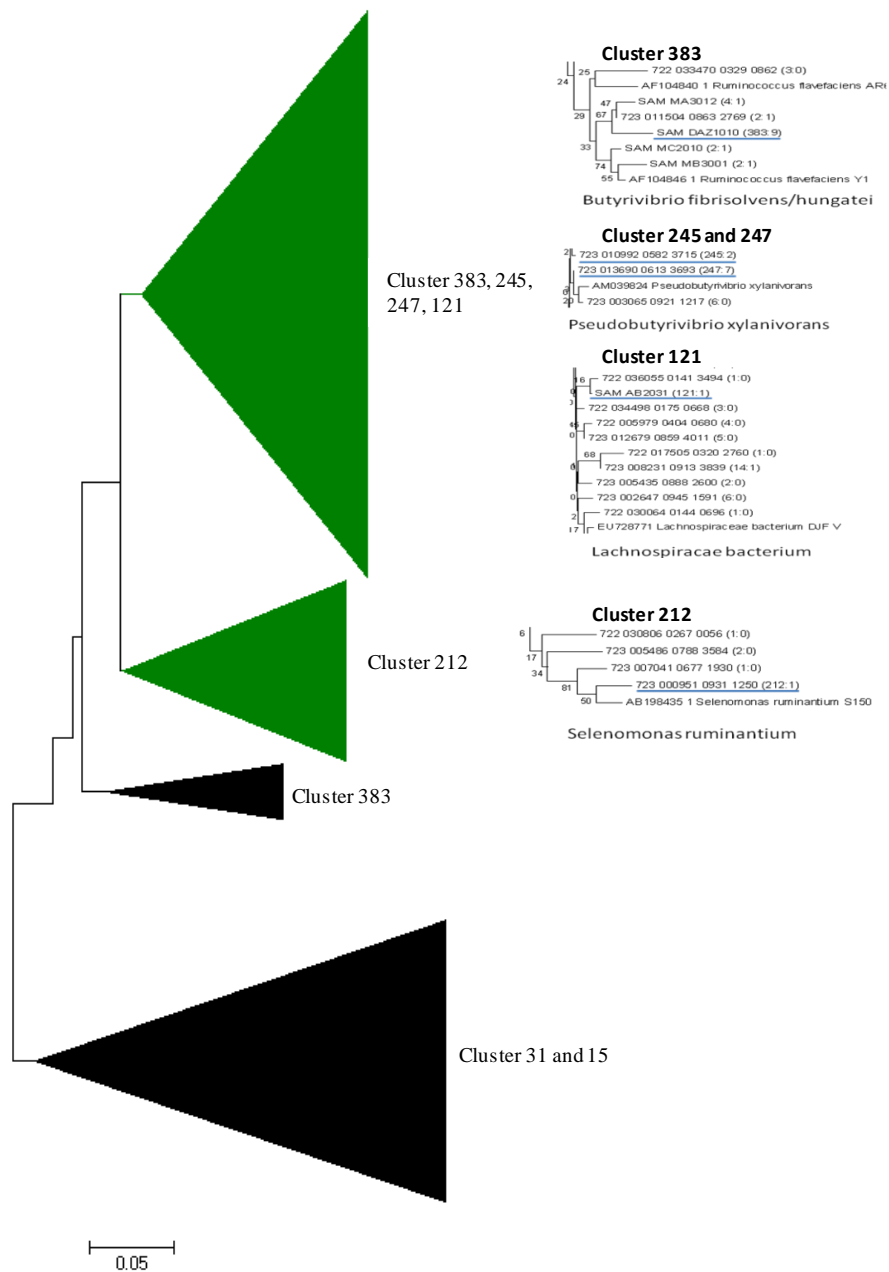 Cluster 383
25
722 033470 0329 0862 (3:0)
24
AF104840 1 Ruminococcus flavefaciens
47
SAM MA3012 (4:1)
29
67
723 011504 0863 2769 (2:1)
SAM DAZ1010 (383:9)
33
SAM MC2010 (2:1)
74
SAM MB3001 (2:1)
55
AF104846 1 Ruminococcus flavefaciens Y1
Butyrivibrio fibrisolvens/hungatei
Cluster 245 and 247
2
723 010992 0582 3715 (245:2)
723 013690 0613 3693 (247:7)
AM039824 Pseudobutyrivibrio xylanivorans
723 003065 0921 1217 (6:0)
Pseudobutyrivibrio xylanivorans
Cluster 383, 245,
247, 121
Cluster 121
16
722 036055 0141 3494 (1:0)
SAM AB2031 (121:1)
722 034498 0175 0668 (3:0)
722 005979 0404 0680 (4:0)
723 012679 0859 4011 (5:0)
68
722 017505 0320 2760 (1:0)
723 008231 0913 3839 (14:1)
723 005435 0888 2600 (2:0)
0
723 002647 0945 1591 (6:0)
2
722 030064 0144 0696 (1:0)
17
EU728771 Lachnospiraceae bacterium DJF V
Lachnospiracae bacterium
Cluster 212
6
722 030806 0267 0056 (1:0)
17
723 005486 0788 3584 (2:0)
34
723 007041 0677 1930 (1:0)
81
723 000951 0931 1250 (212:1)
50
AB198435 1 Selenomonas ruminantium S150
Selenomonas ruminantium
Cluster 212
Cluster 383
Cluster 31 and 15
0.05